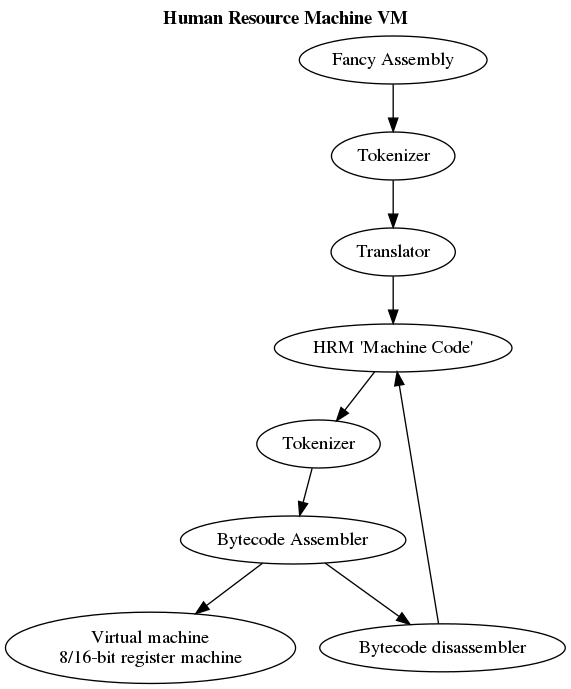 Human Resource Machine VM
Fancy Assembly
Tokenizer
Translator
HRM 'Machine Code'
Tokenizer
Bytecode Assembler
Virtual machine
8/16-bit register machine
Bytecode disassembler